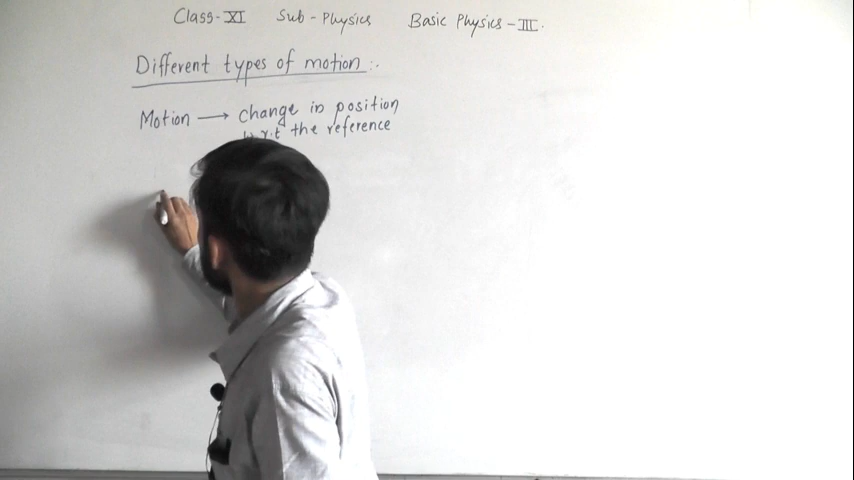 Class-XI Sub-Physics Basic Physics-III.
Different types of motion :.
Motion → change in position
w.r.t the reference